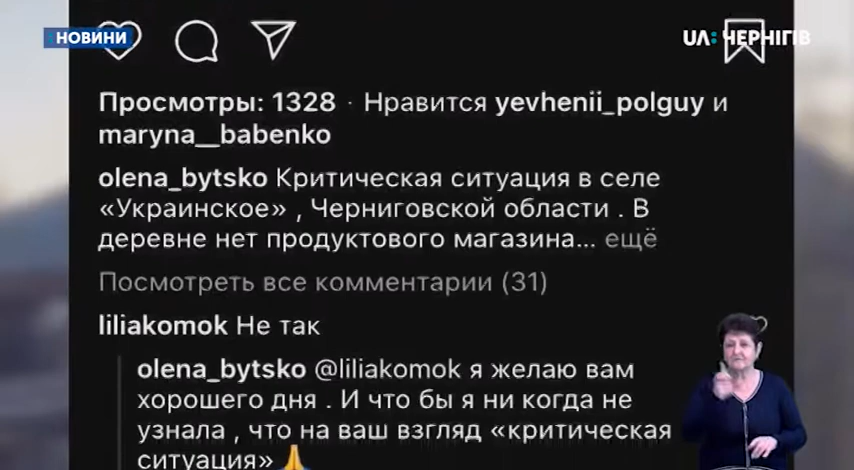 НОВИНИ
UA: ЧЕРНІГІВ
Просмотры: 1328 · Нравится yevhenii_polguy и
maryna__babenko
olena_bytsko Критическая ситуация в селе
«Украинское» , Черниговской области . В
деревне нет продуктового магазина... ещё
Посмотреть все комментарии (31)
liliakomok Не так
olena_bytsko @liliakomok я желаю вам
хорошего дня . И что бы я ни когда не
узнала , что на ваш взгляд «критическая
ситуация» 🙏